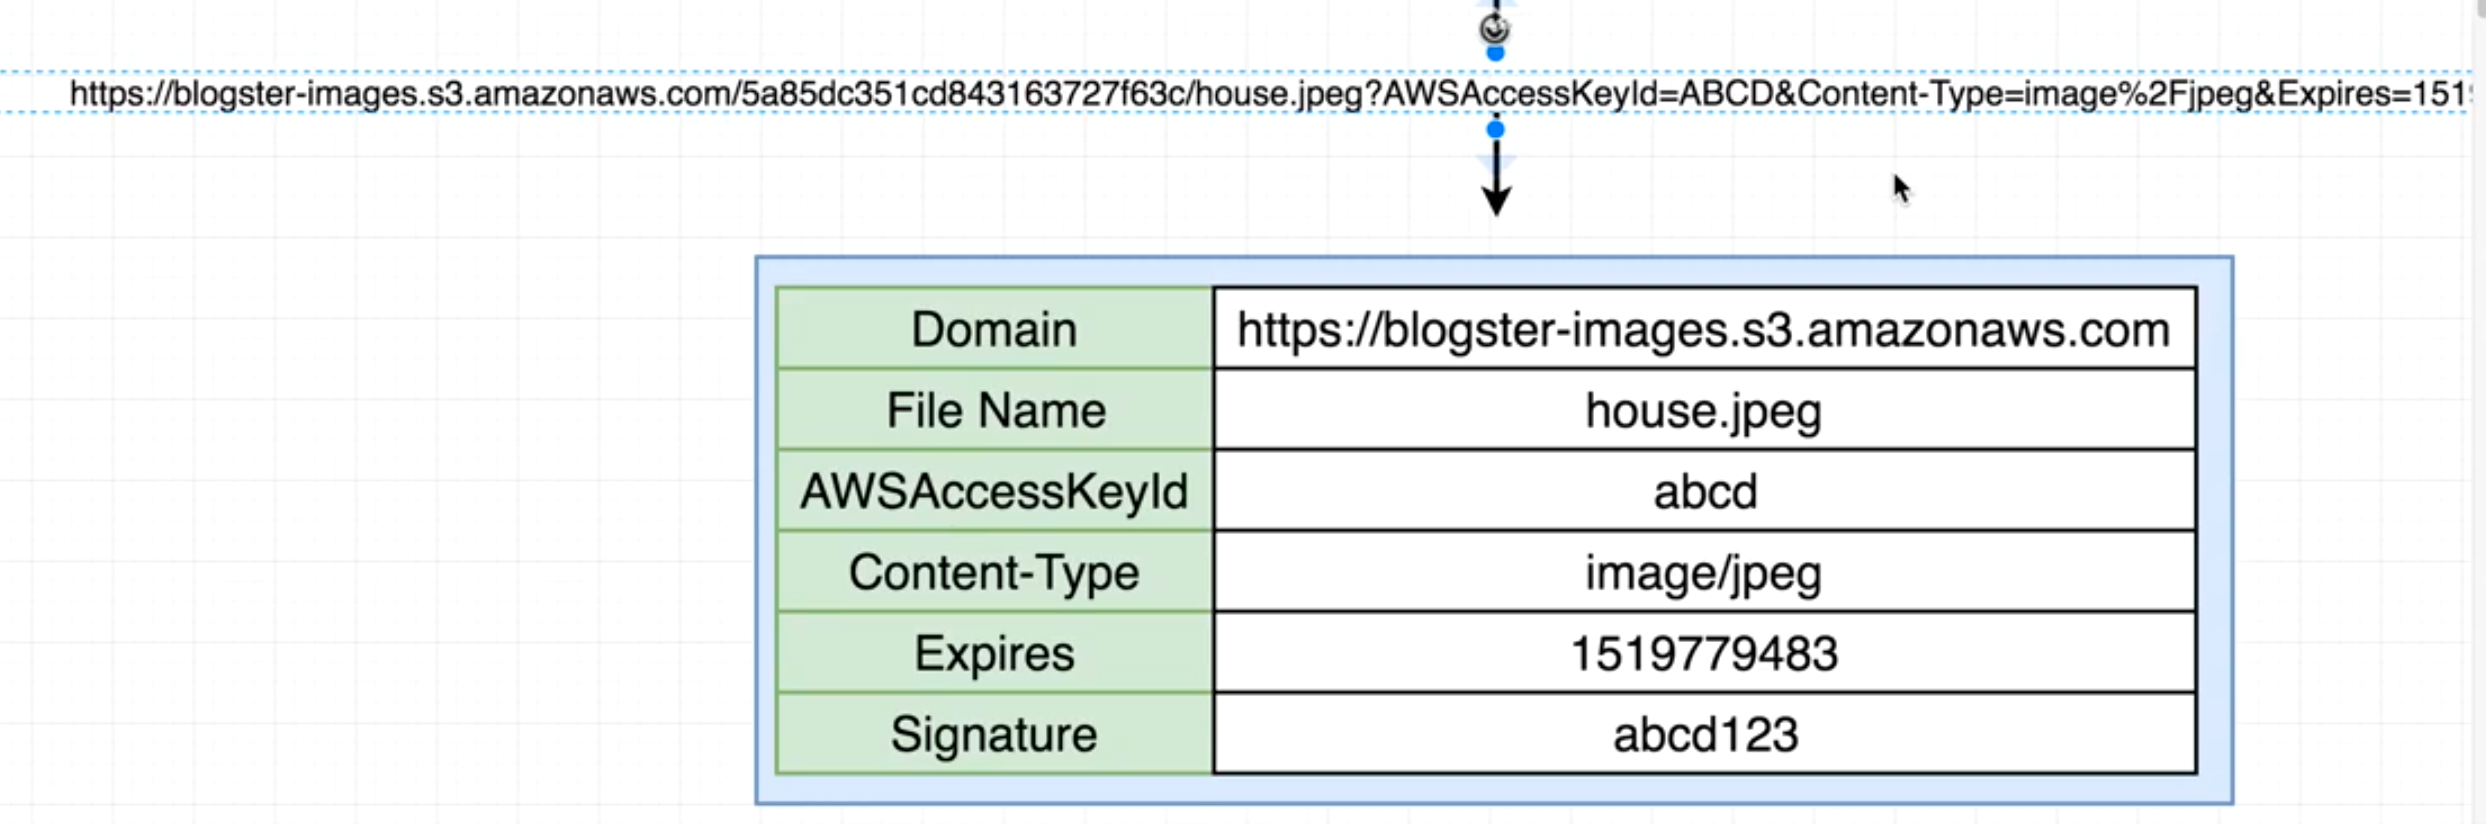 https://blogster-images.s3.amazonaws.com/5a85dc351cd843163727f63c/house.jpeg?AWSAccessKeyId=ABCD&Content-Type=image%2Fjpeg&Expires=151
Domain https://blogster-images.s3.amazonaws.com
File Name house.jpeg
AWSAccessKeyId abcd
Content-Type image/jpeg
Expires 1519779483
Signature abcd123